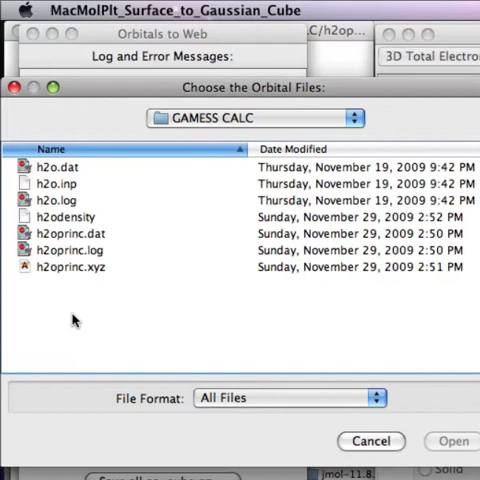 MacMolPlt_Surface_to_Gaussian_Cube
Orbitals to Web
LC/h2op...
Log and Error Messages:
3D Total Electro
Choose the Orbital Files:
GAMESS CALC
Name Date Modified
h2o.dat Thursday, November 19, 2009 9:42 PM
h2o.inp Thursday, November 19, 2009 9:42 PM
h2o.log Thursday, November 19, 2009 9:42 PM
h2odensity Sunday, November 29, 2009 2:52 PM
h2oprinc.dat Sunday, November 29, 2009 2:50 PM
h2oprinc.log Sunday, November 29, 2009 2:50 PM
h2oprinc.xyz Sunday, November 29, 2009 2:51 PM
File Format: All Files
Cancel Open
jmol-11.8.
Solid